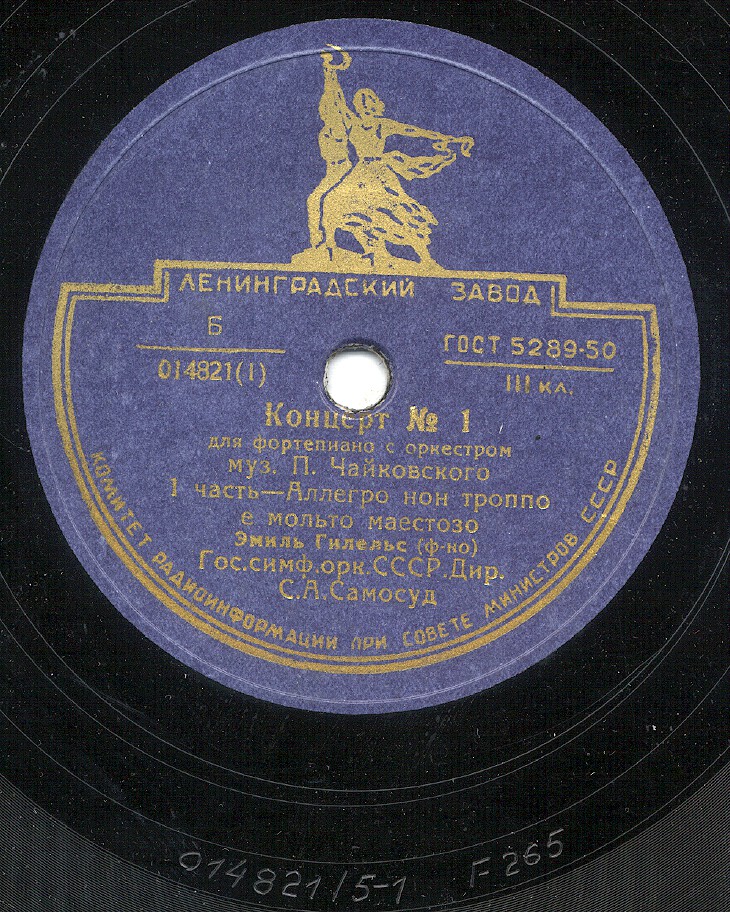 ЛЕНИНГРАДСКИЙ ЗАВОД
Б
014821(1)
ГОСТ 5289-50
III кл.
Концерт № 1
для фортепиано с оркестром
муз. П. Чайковского
1 часть—Аллегро нон троппо
е мольто маестозо
Эмиль Гилельс (ф-но)
Гос.симф.орк.СССР.Дир.
С.А.Самосуд
КОМИТЕТ РАДИОИНФОРМАЦИИ ПРИ СОВЕТЕ МИНИСТРОВ СССР
014821/5-1 F265